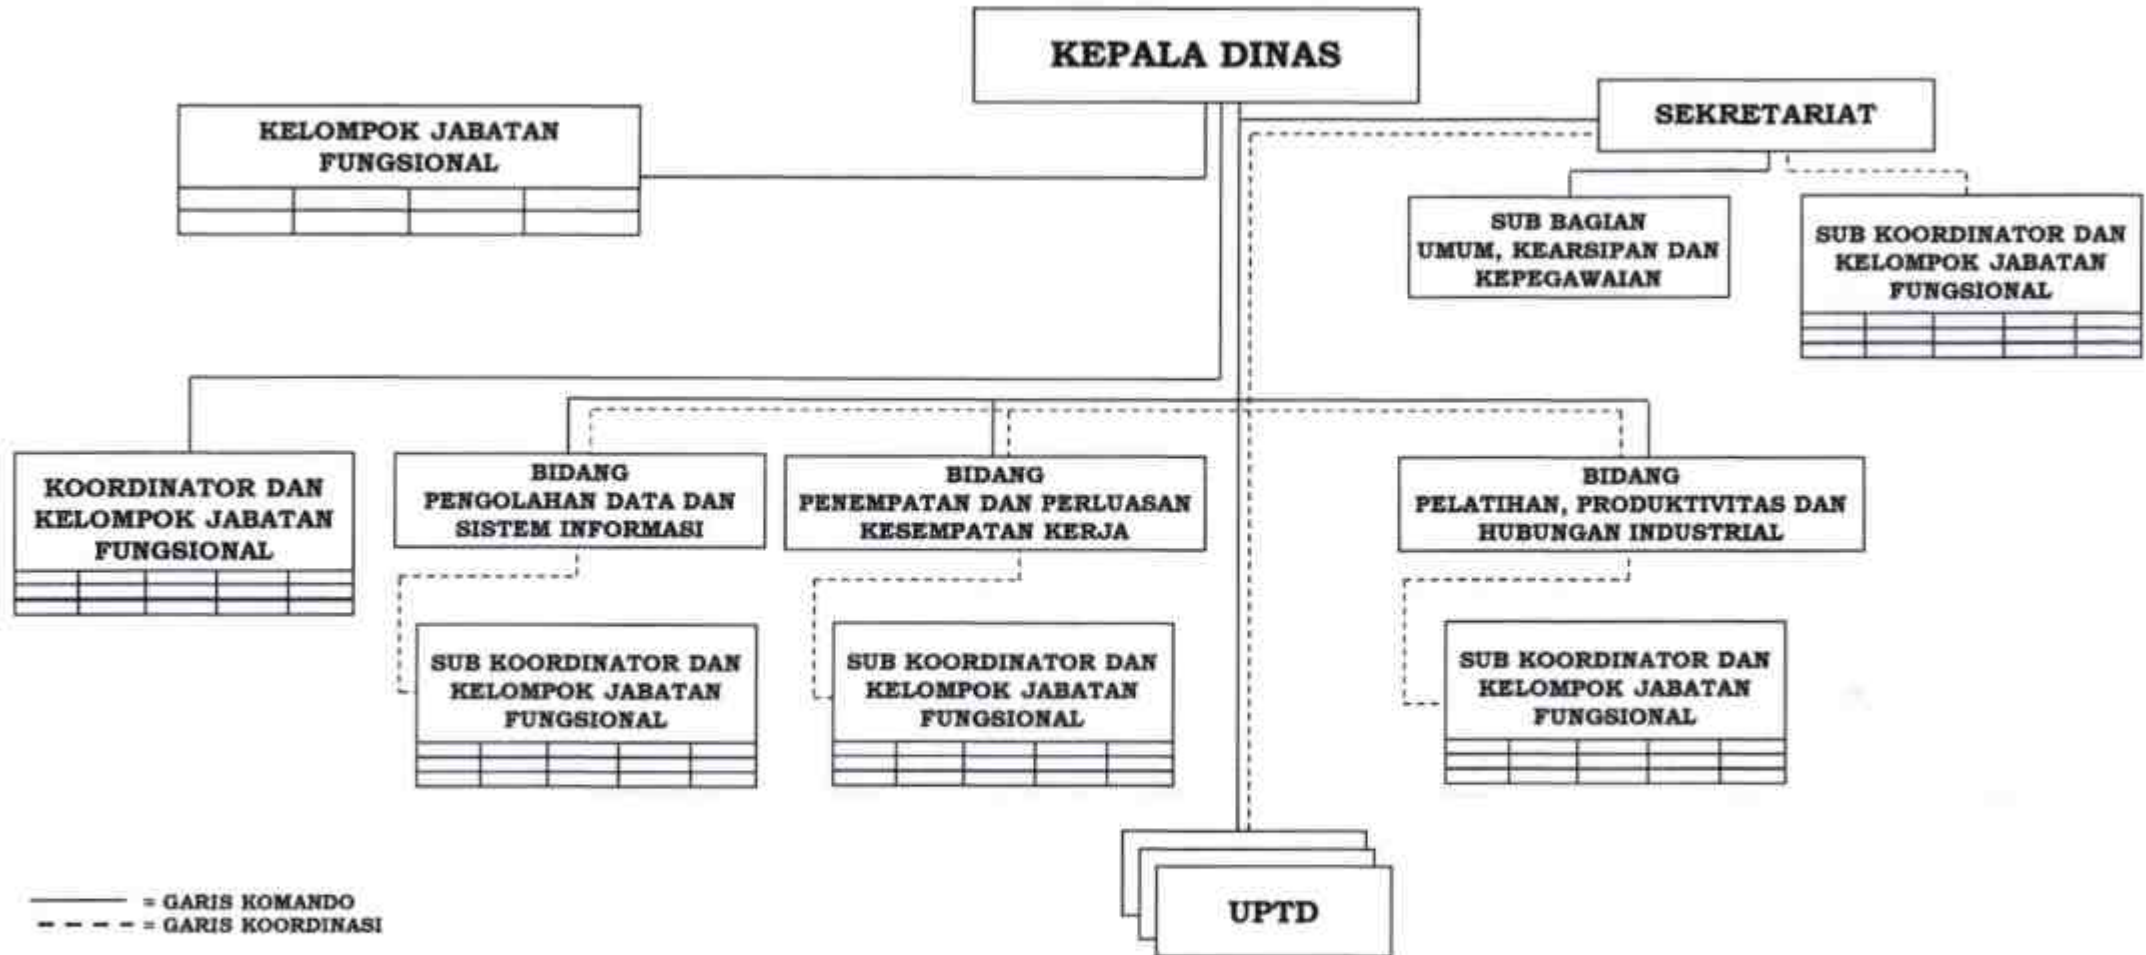 KEPALA DINAS
SEKRETARIAT
KELOMPOK JABATAN
FUNGSIONAL
SUB BAGIAN
UMUM, KEARSIPAN DAN
KEPEGAWAIAN
SUB KOORDINATOR DAN
KELOMPOK JABATAN
FUNGSIONAL
KOORDINATOR DAN
KELOMPOK JABATAN
FUNGSIONAL
BIDANG
PENGOLAHAN DATA DAN
SISTEM INFORMASI
BIDANG
PENEMPATAN DAN PERLUASAN
KESEMPATAN KERJA
BIDANG
PELATIHAN, PRODUKTIVITAS DAN
HUBUNGAN INDUSTRIAL
SUB KOORDINATOR DAN
KELOMPOK JABATAN
FUNGSIONAL
SUB KOORDINATOR DAN
KELOMPOK JABATAN
FUNGSIONAL
SUB KOORDINATOR DAN
KELOMPOK JABATAN
FUNGSIONAL
UPTD
= GARIS KOMANDO
= GARIS KOORDINASI